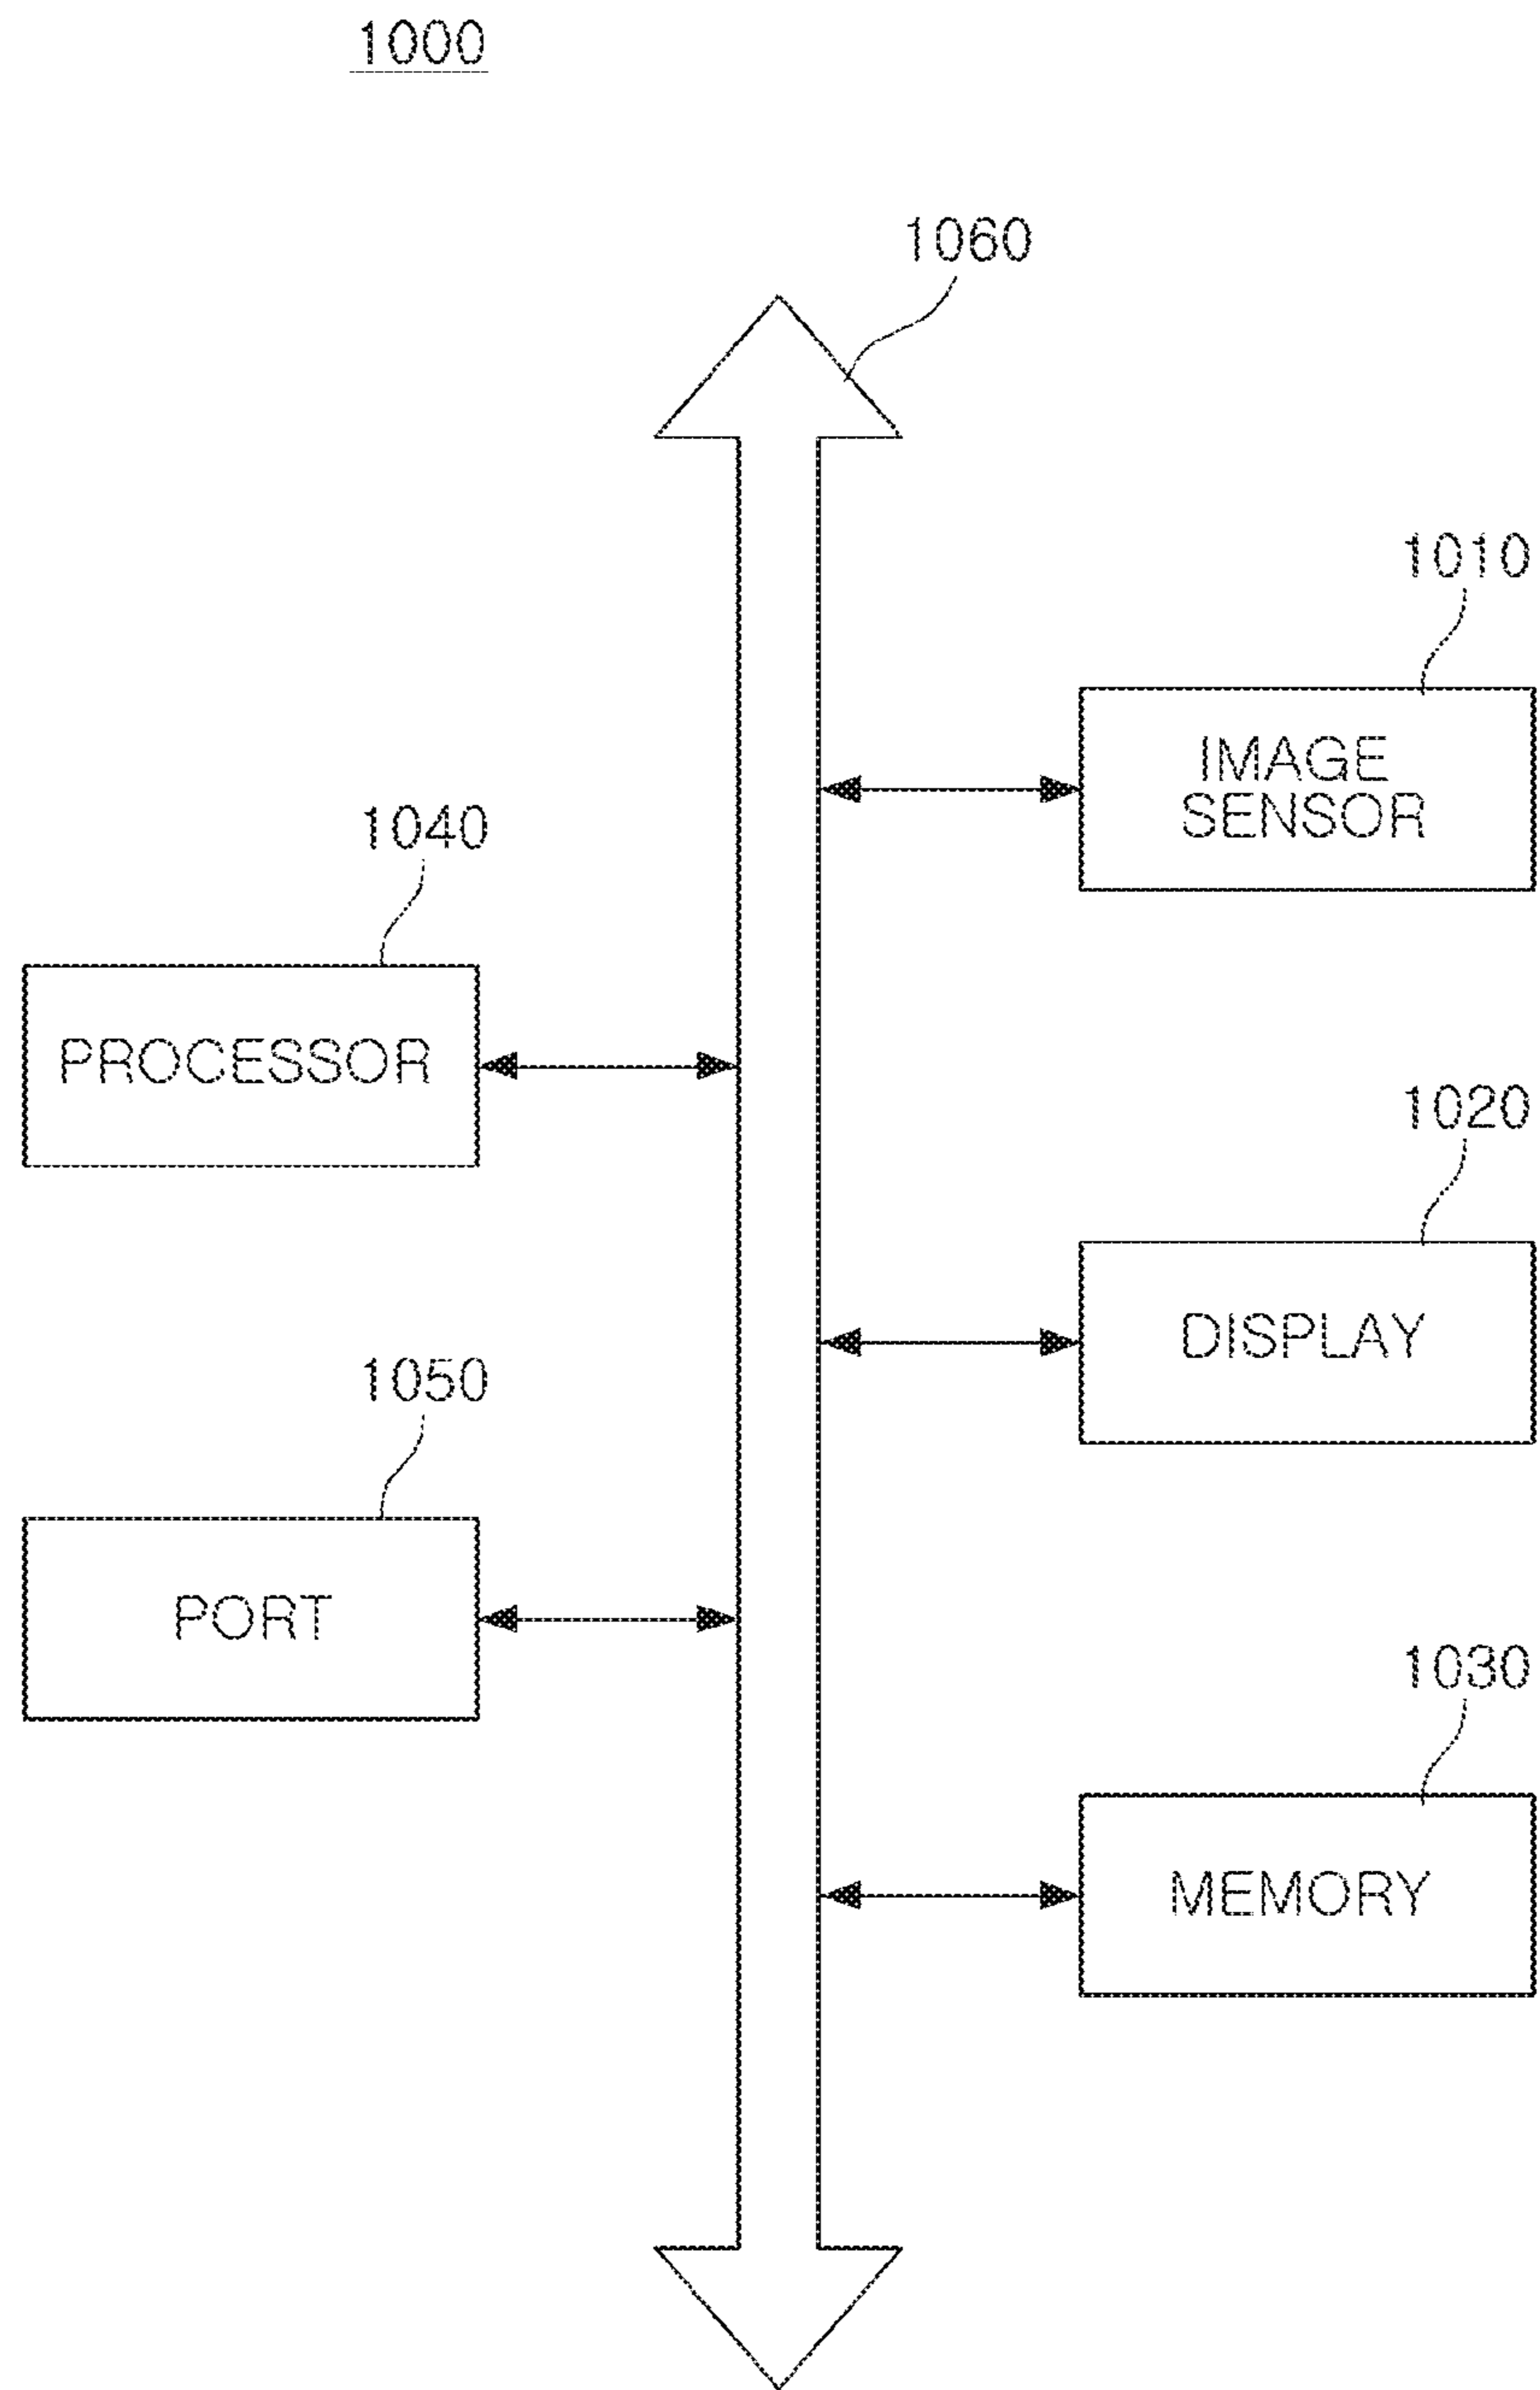 1000
1060
1010
IMAGE
SENSOR
1040
PROCESSOR
1020
DISPLAY
1050
PORT
1030
MEMORY